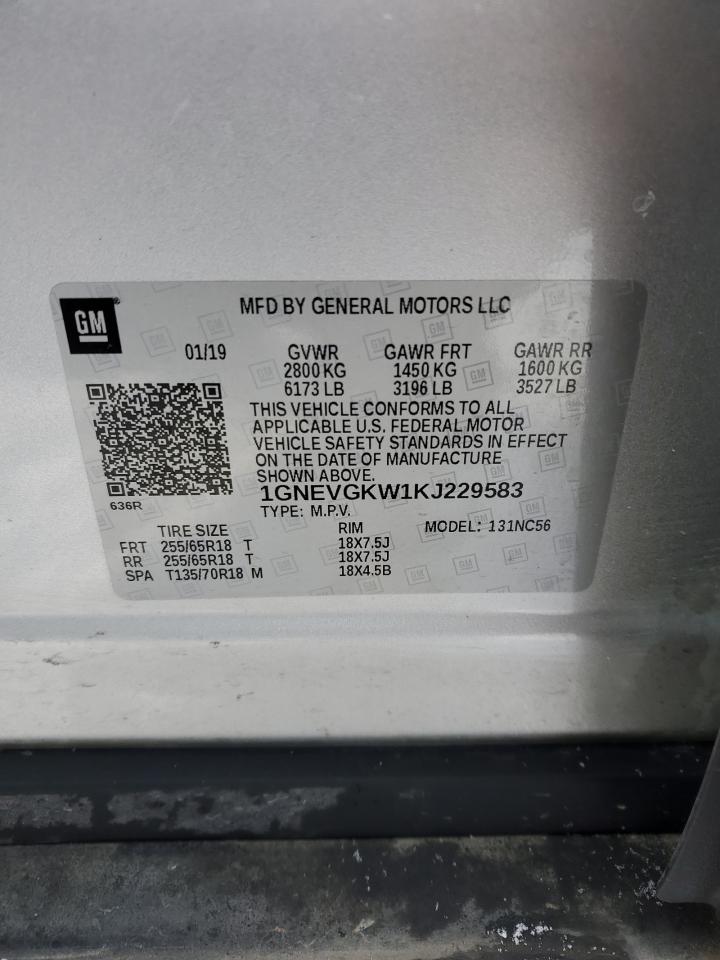 GM
MFD BY GENERAL MOTORS LLC
01/19 GVWR GAWR FRT GAWR RR
2800 KG 1450 KG 1600 KG
6173 LB 3196 LB 3527 LB
THIS VEHICLE CONFORMS TO ALL
APPLICABLE U.S. FEDERAL MOTOR
VEHICLE SAFETY STANDARDS IN EFFECT
ON THE DATE OF MANUFACTURE
SHOWN ABOVE.
1GNEVGKW1KJ229583
636R
TYPE: M.P.V.
TIRE SIZE RIM MODEL: 131NC56
FRT 255/65R18 T 18X7.5J
RR 255/65R18 T 18X7.5J
SPA T135/70R18 M 18X4.5B